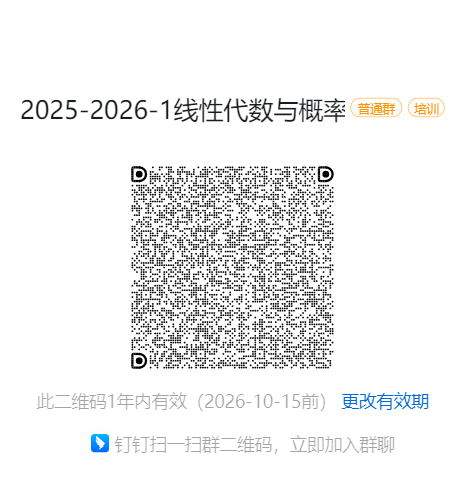 2025-2026-1线性代数与概率 普通群 培训
此二维码1年内有效（2026-10-15前） 更改有效期
钉钉扫一扫群二维码，立即加入群聊